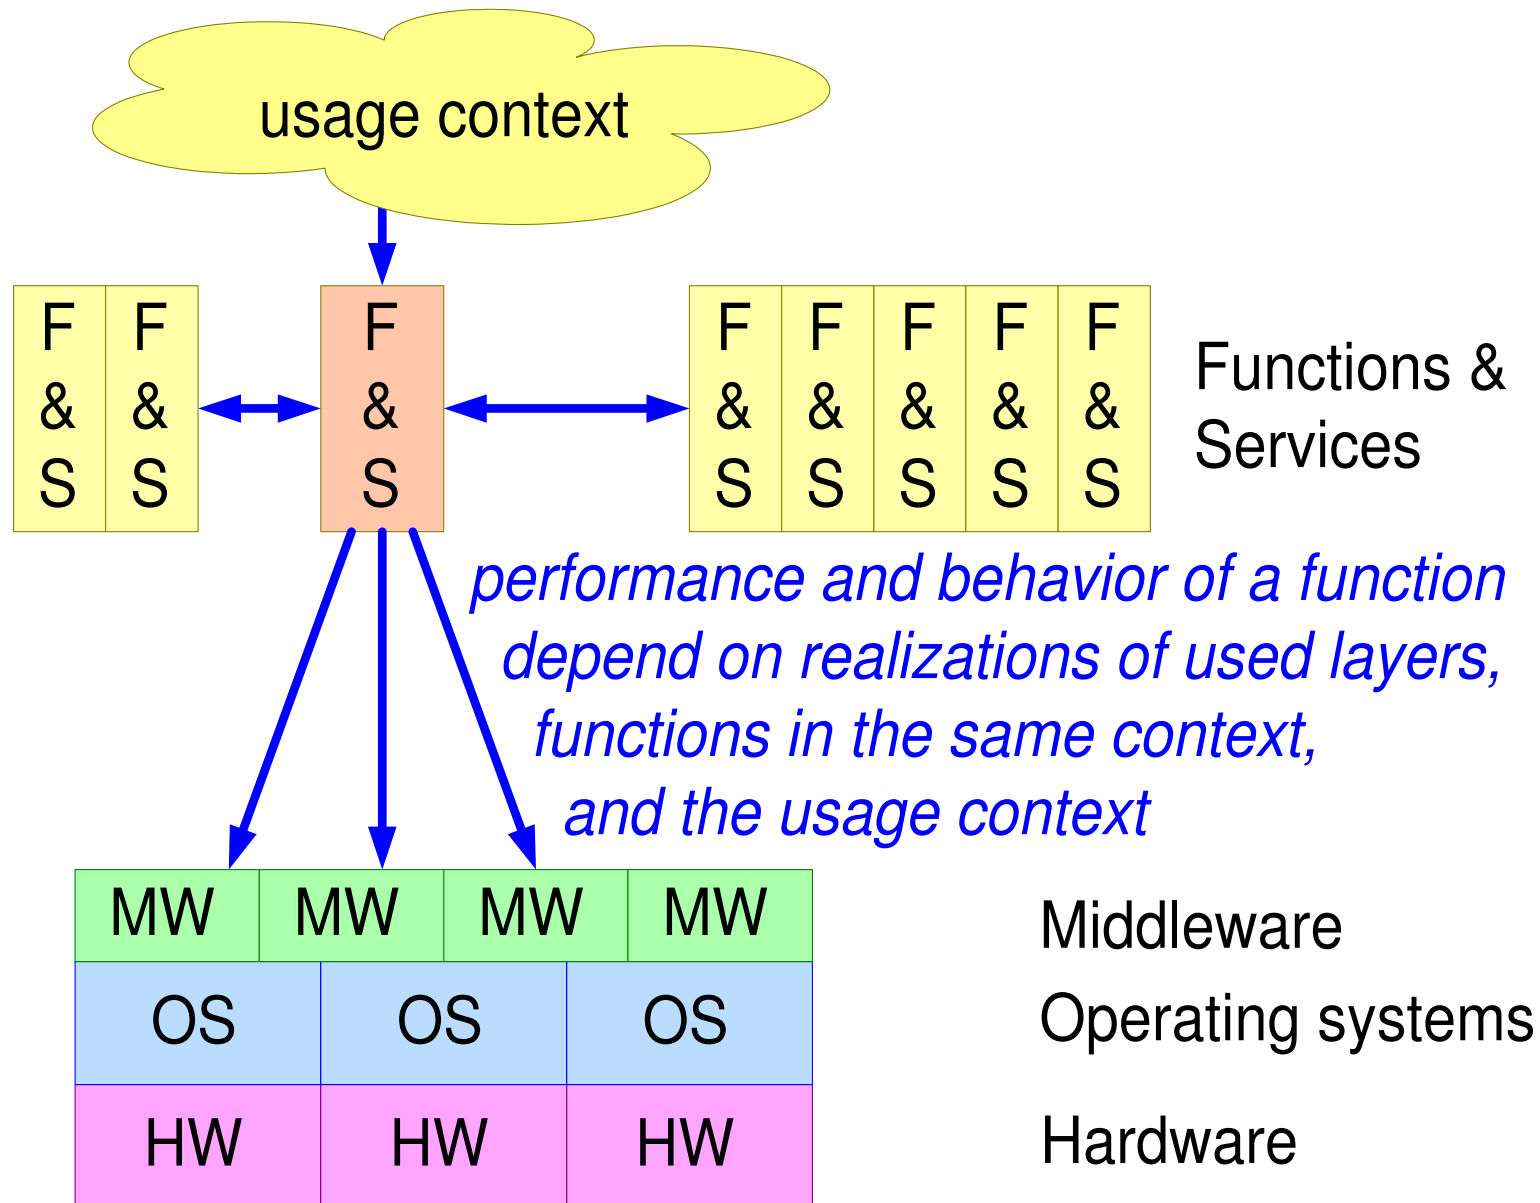 usage context
F F F F F F F F
& & & & & & & &
S S S S S S S S
Functions &
Services
performance and behavior of a function
depend on realizations of used layers,
functions in the same context,
and the usage context
MW MW MW MW
Middleware
OS OS OS
Operating systems
HW HW HW
Hardware